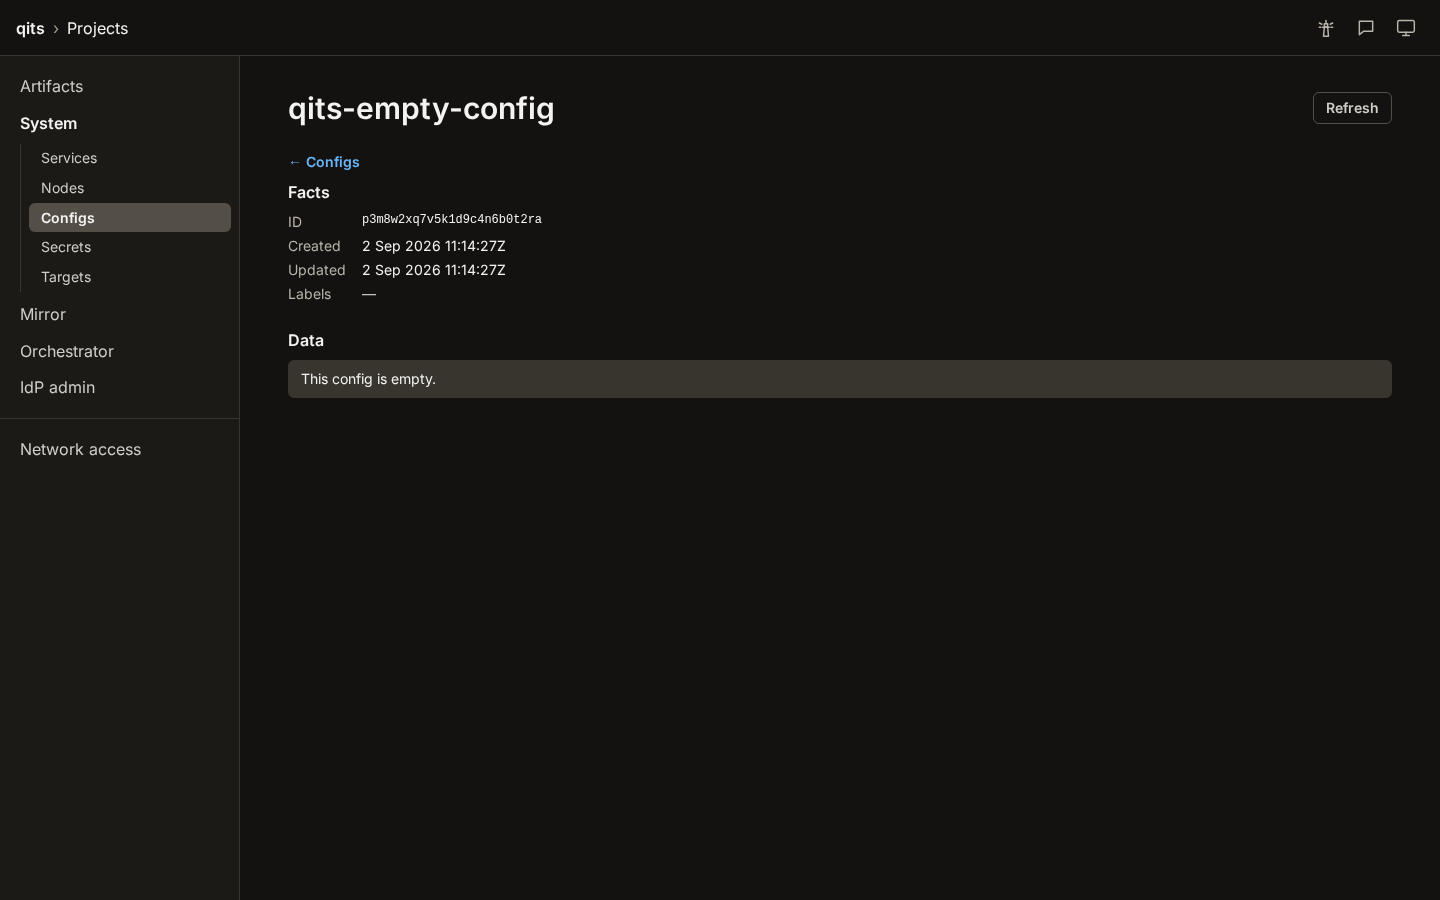 qits › Projects
Artifacts
System
Services
Nodes
Configs
Secrets
Targets
Mirror
Orchestrator
IdP admin
Network access
qits-empty-config
Refresh
← Configs
Facts
ID p3m8w2xq7v5k1d9c4n6b0t2ra
Created 2 Sep 2026 11:14:27Z
Updated 2 Sep 2026 11:14:27Z
Labels —
Data
This config is empty.